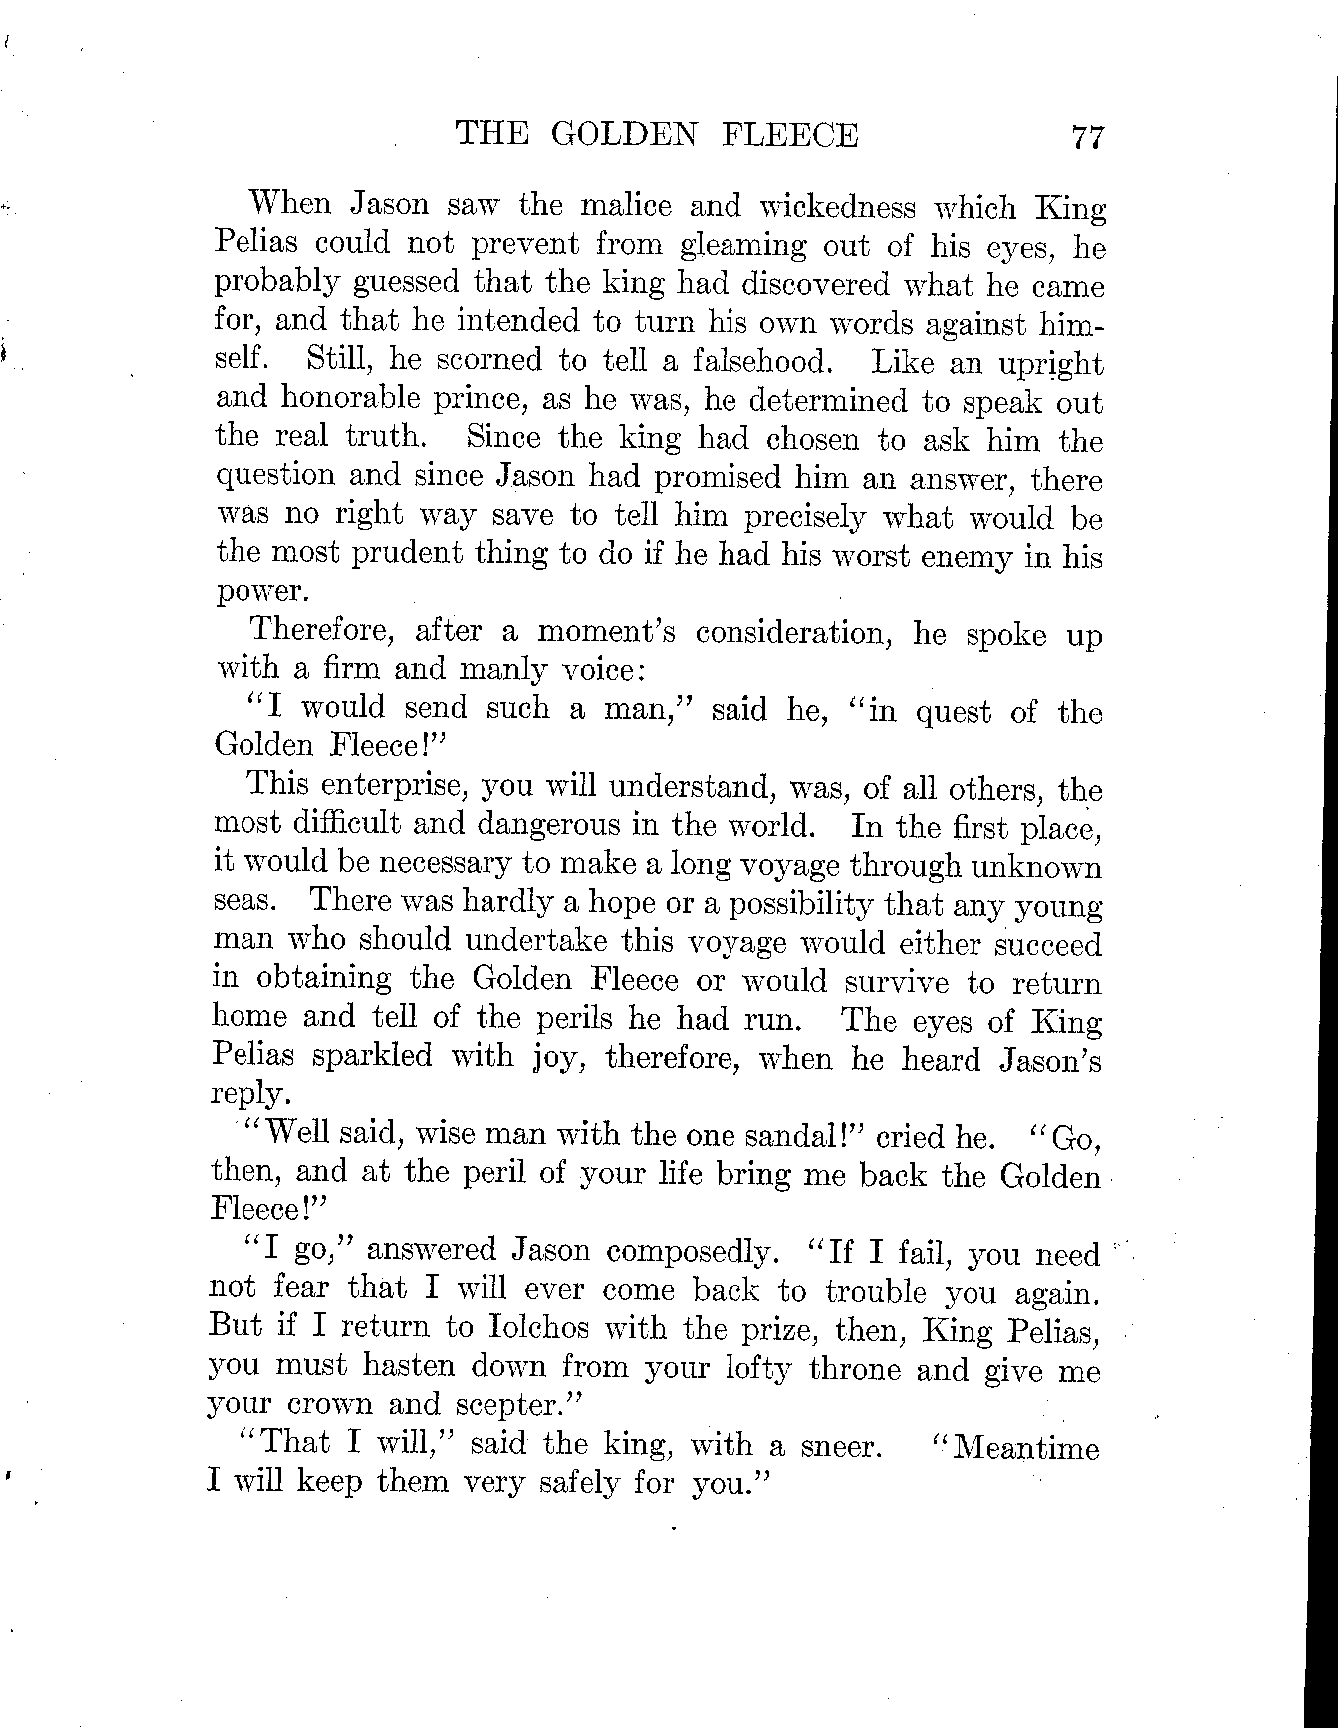 THE GOLDEN FLEECE 77
When Jason saw the malice and wickedness which King
Pelias could not prevent from gleaming out of his eyes, he
probably guessed that the king had discovered what he came
for, and that he intended to turn his own words against him-
self. Still, he scorned to tell a falsehood. Like an upright
and honorable prince, as he was, he determined to speak out
the real truth. Since the king had chosen to ask him the
question and since Jason had promised him an answer, there
was no right way save to tell him precisely what would be
the most prudent thing to do if he had his worst enemy in his
power.
Therefore, after a moment's consideration, he spoke up
with a firm and manly voice:
"I would send such a man," said he, "in quest of the
Golden Fleece!"
This enterprise, you will understand, was, of all others, the
most difficult and dangerous in the world. In the first place,
it would be necessary to make a long voyage through unknown
seas. There was hardly a hope or a possibility that any young
man who should undertake this voyage would either succeed
in obtaining the Golden Fleece or would survive to return
home and tell of the perils he had run. The eyes of King
Pelias sparkled with joy, therefore, when he heard Jason's
reply.
"Well said, wise man with the one sandal!" cried he. "Go,
then, and at the peril of your life bring me back the Golden
Fleece!"
"I go," answered Jason composedly. "If I fail, you need
not fear that I will ever come back to trouble you again.
But if I return to Iolchos with the prize, then, King Pelias,
you must hasten down from your lofty throne and give me
your crown and scepter."
"That I will," said the king, with a sneer. "Meantime
I will keep them very safely for you."